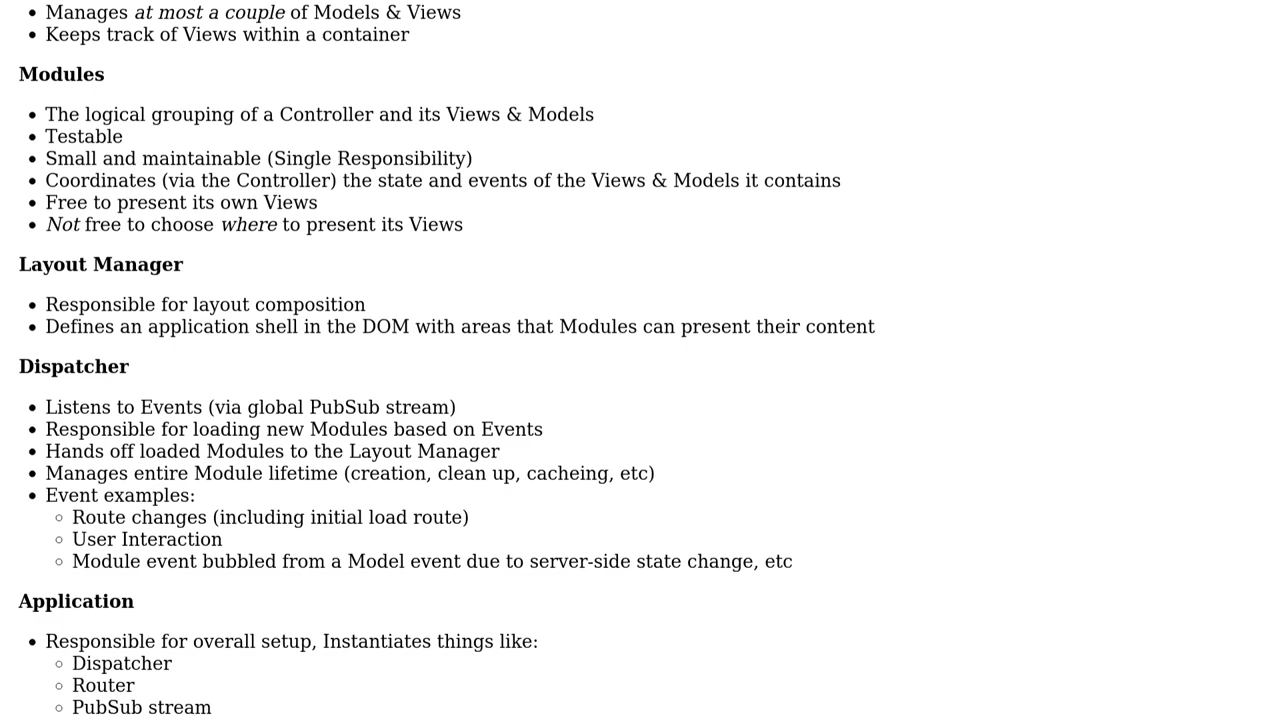 Manages at most a couple of Models & Views
Keeps track of Views within a container
Modules
The logical grouping of a Controller and its Views & Models
Testable
Small and maintainable (Single Responsibility)
Coordinates (via the Controller) the state and events of the Views & Models it contains
Free to present its own Views
Not free to choose where to present its Views
Layout Manager
Responsible for layout composition
Defines an application shell in the DOM with areas that Modules can present their content
Dispatcher
Listens to Events (via global PubSub stream)
Responsible for loading new Modules based on Events
Hands off loaded Modules to the Layout Manager
Manages entire Module lifetime (creation, clean up, cacheing, etc)
Event examples:
Route changes (including initial load route)
User Interaction
Module event bubbled from a Model event due to server-side state change, etc
Application
Responsible for overall setup, Instantiates things like:
Dispatcher
Router
PubSub stream